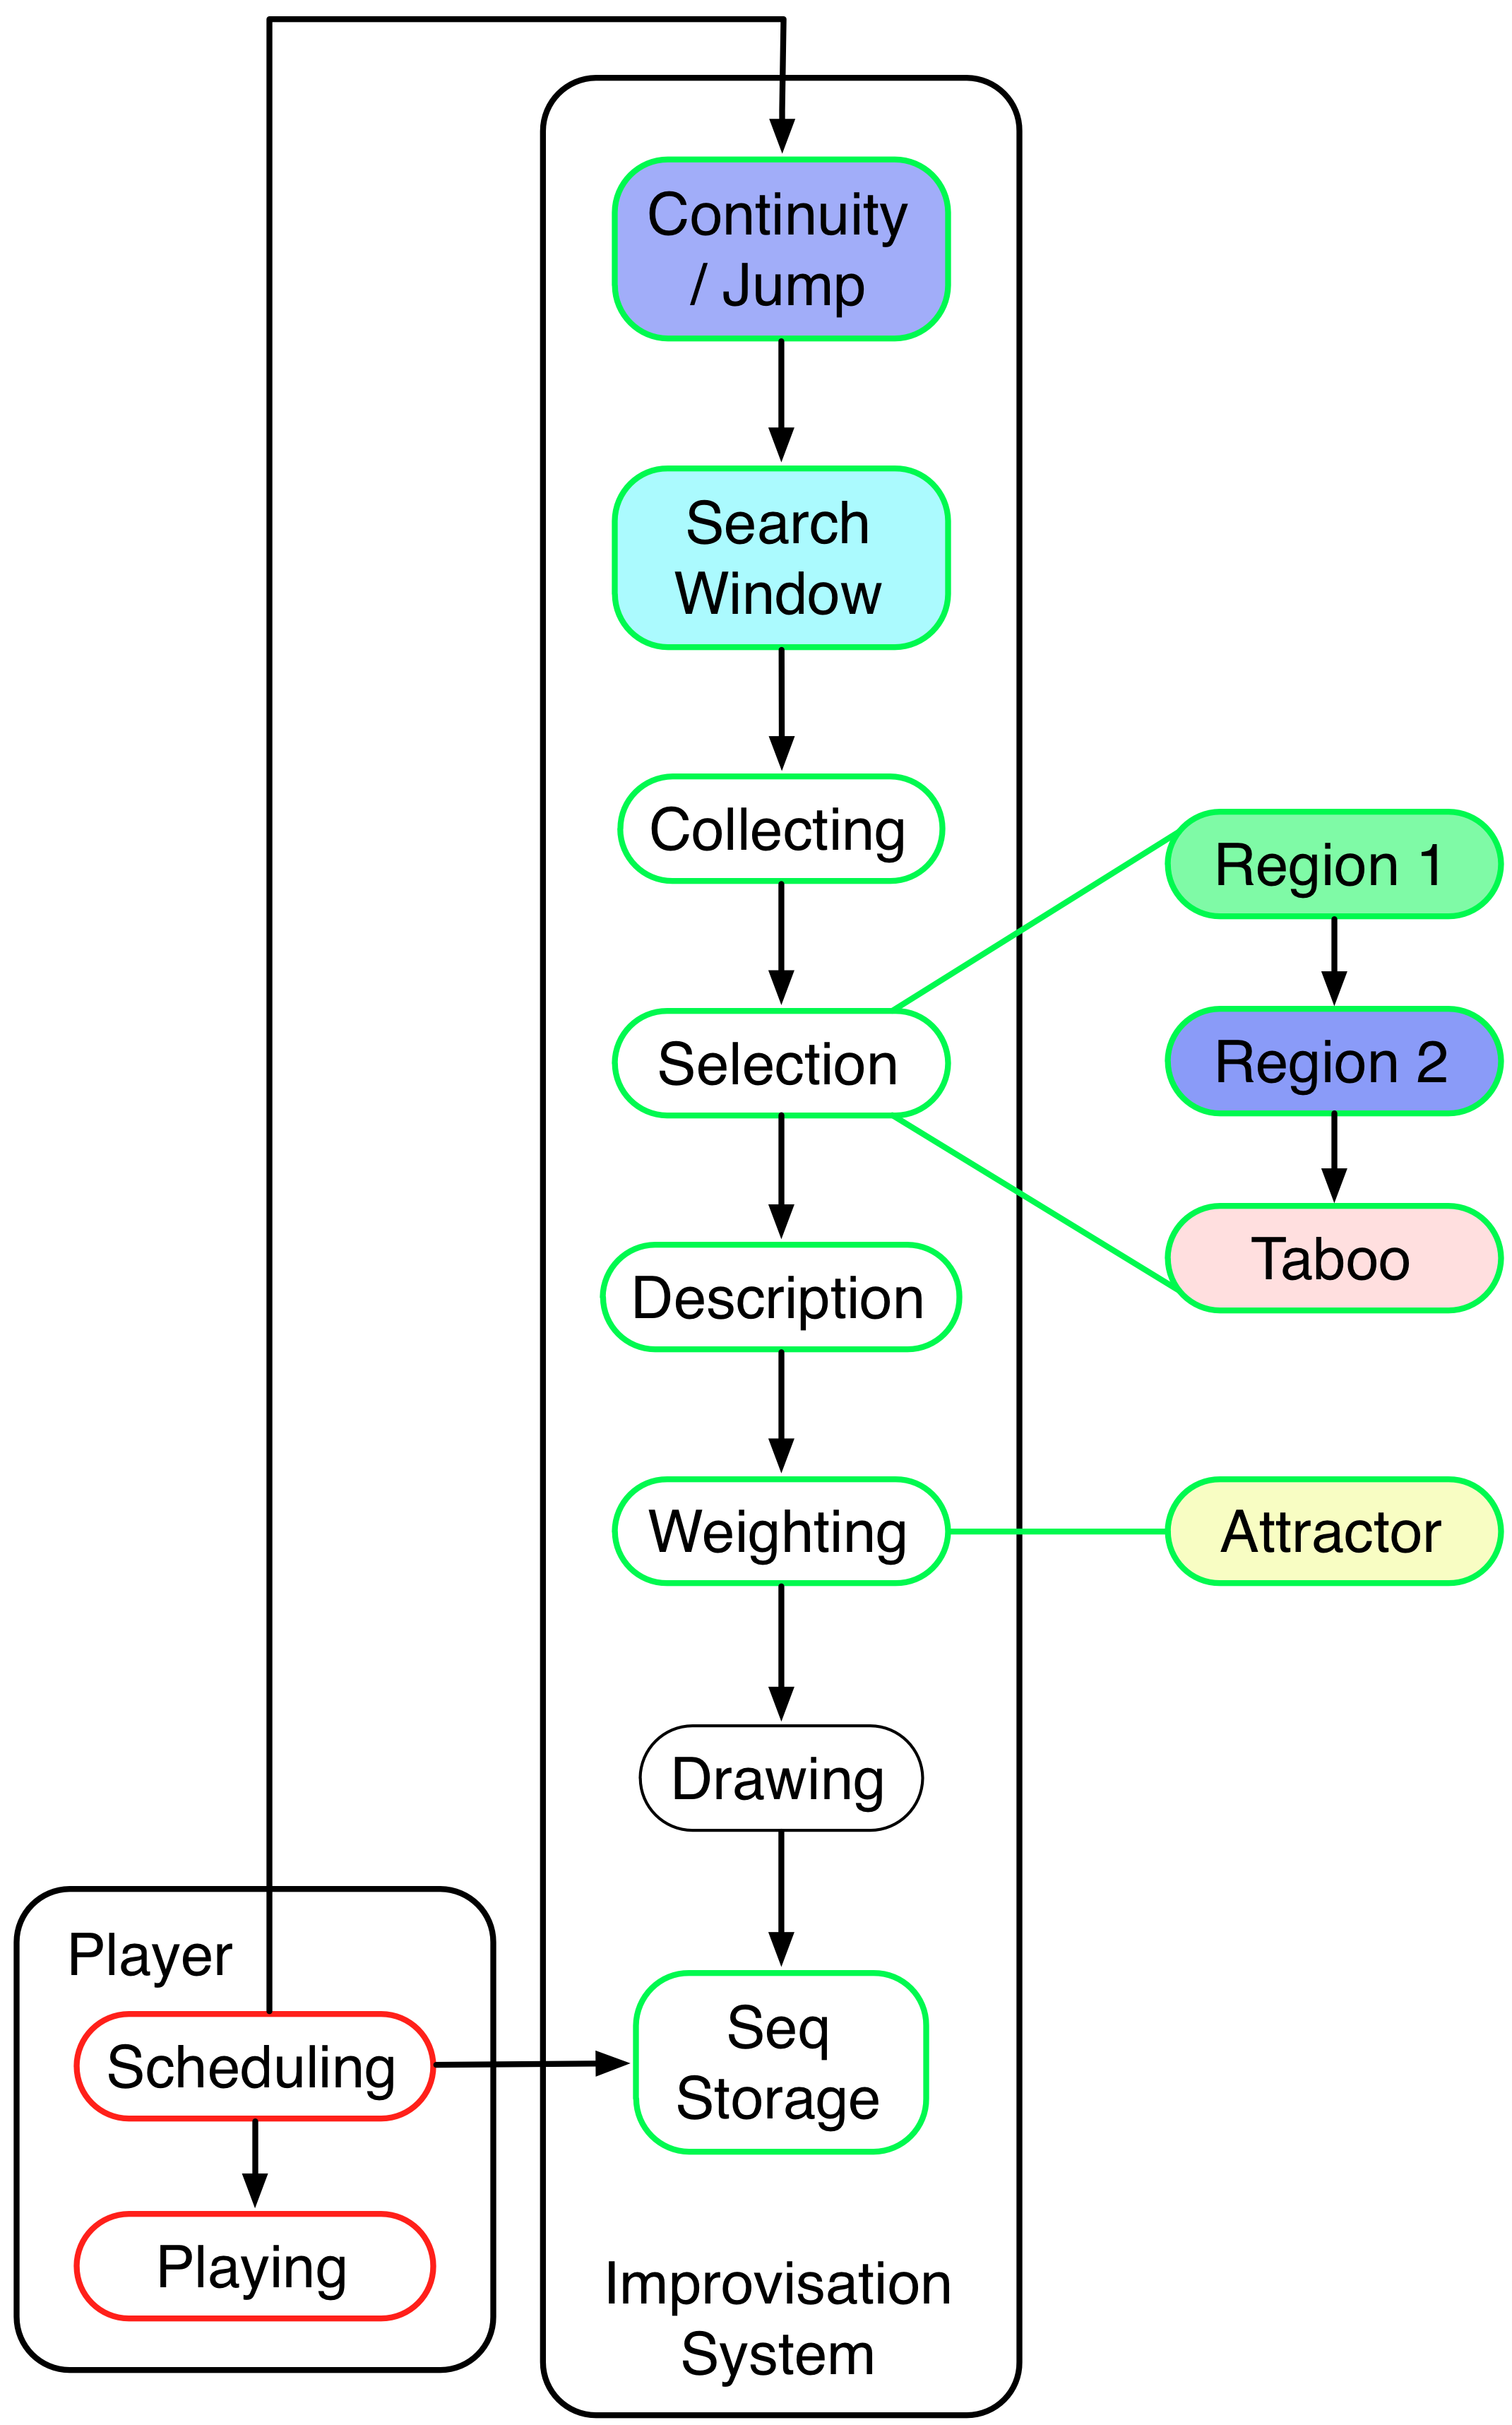 Continuity
/ Jump
Search
Window
Collecting
Selection
Description
Weighting
Drawing
Seq
Storage
Improvisation
System
Region 1
Region 2
Taboo
Attractor
Player
Scheduling
Playing